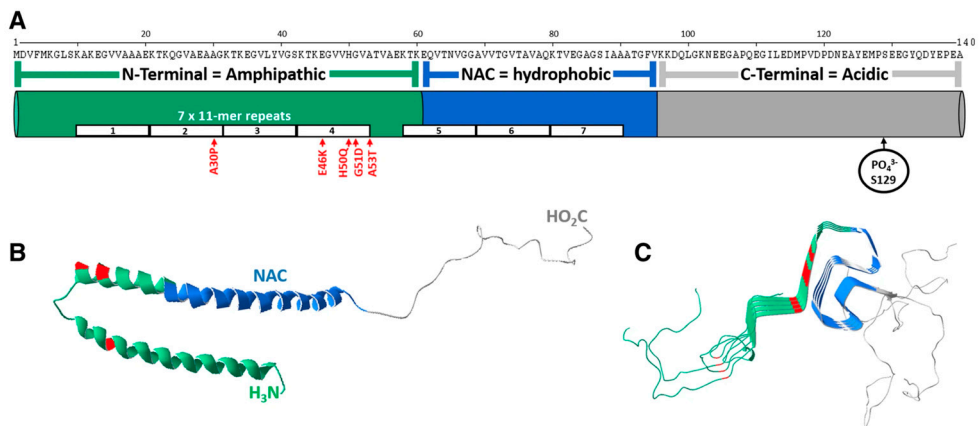 A
1 20 40 60 80 100 120 140
MDVFMKGLSKAKEGVVAAAEKTKQGVAEAAGKTKEGVLYVGSKTKEGVVHGVATVAEKTKEQVTNVGGAVVTGVTAVAQKTVEGAGSIAAATGFVKKDQLGKNEEGAPQEGILEDMPVDPDNEAYEMPSEEGYQDYEPEA
N-Terminal = Amphipathic NAC = hydrophobic C-Terminal = Acidic
7 x 11-mer repeats
1 2 3 4 5 6 7
A30P
E46K
H50Q
G51D
A53T
PO₄³⁻
S129
B
NAC
HO₂C
H₃N
C